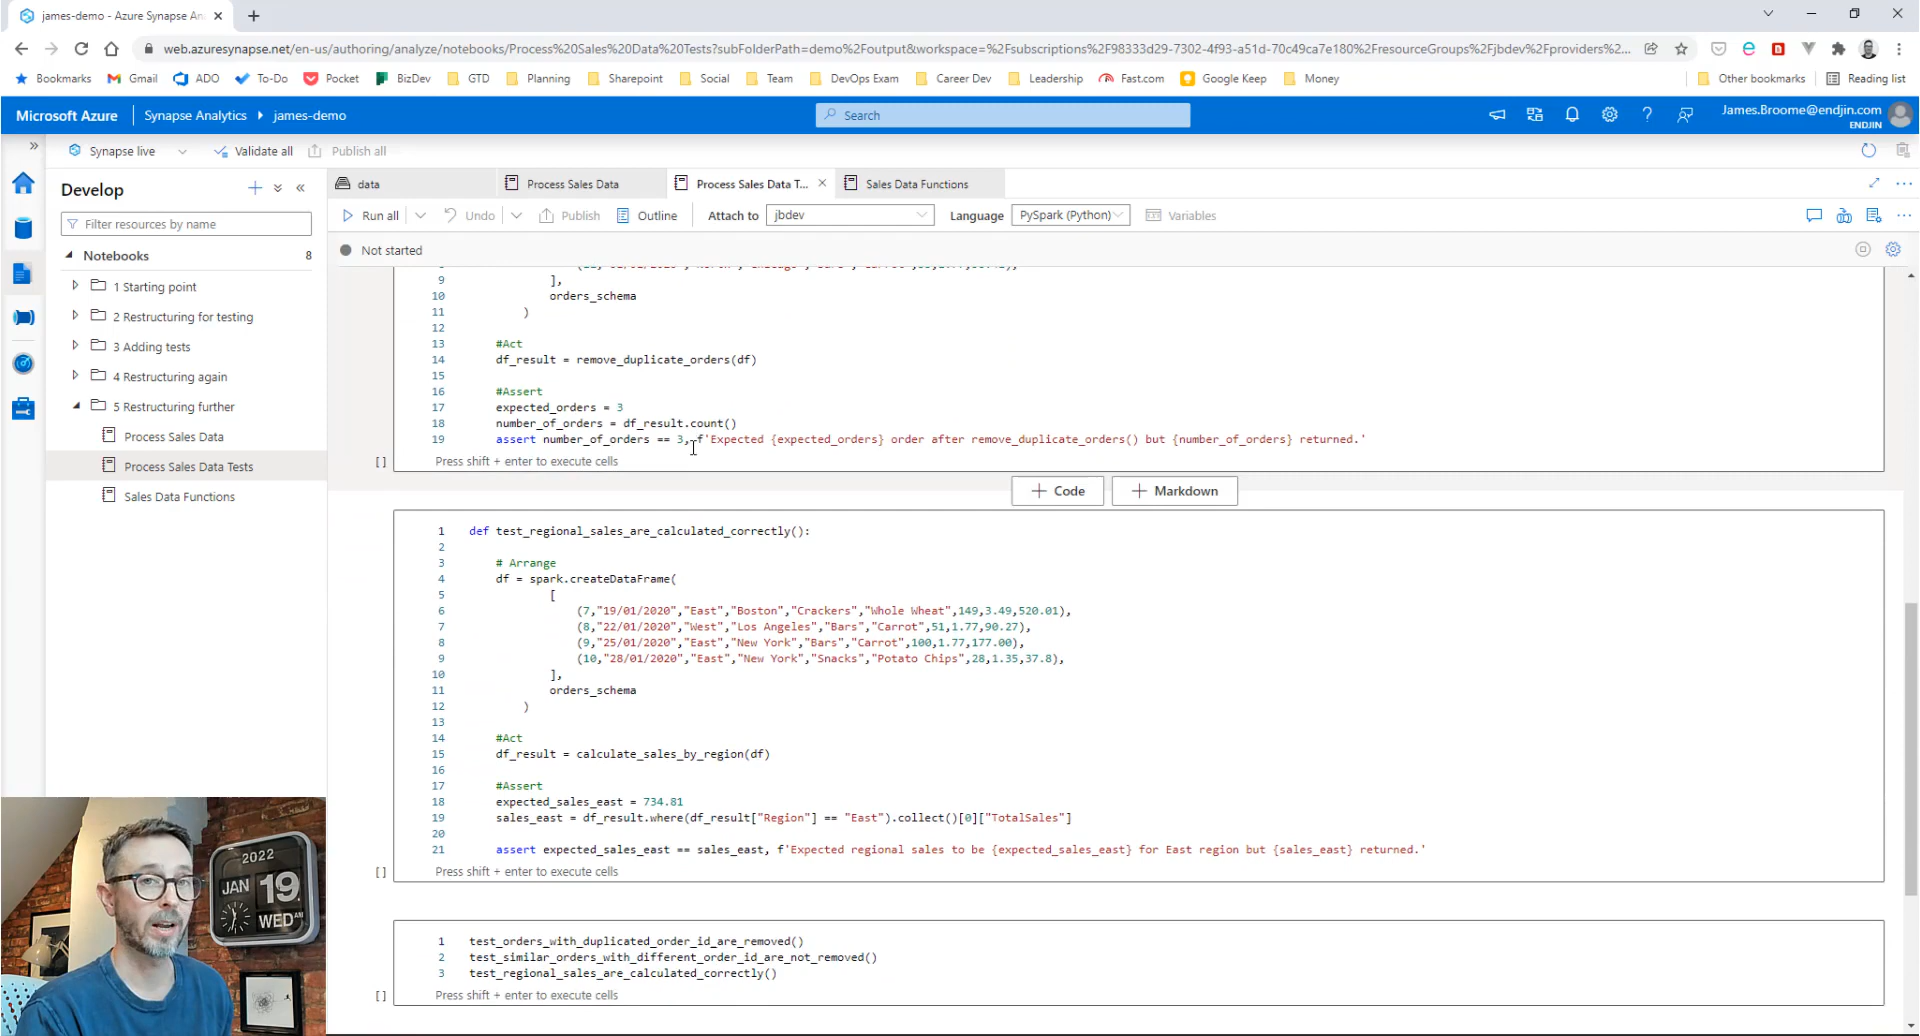 james-demo - Azure Synapse An
web.azuresynapse.net/en-us/authoring/analyze/notebooks/Process%20Sales%20Data%20Tests?subFolderPath=demo%2Foutput&workspace=%2Fsubscriptions%2F98333d29-7302-4f93-a51d-70c49ca7e180%2FresourceGroups%2Fjbdev%2Fproviders%2...
Bookmarks Gmail ADO To-Do Pocket BizDev GTD Planning Sharepoint Social Team DevOps Exam Career Dev Leadership Fast.com Google Keep Money Other bookmarks Reading list
Microsoft Azure Synapse Analytics james-demo Search James.Broome@endjin.com
ENDJIN
Synapse live Validate all Publish all
Develop
Filter resources by name
Notebooks 8
1 Starting point
2 Restructuring for testing
3 Adding tests
4 Restructuring again
5 Restructuring further
Process Sales Data
Process Sales Data Tests
Sales Data Functions
data Process Sales Data Process Sales Data T... Sales Data Functions
Run all Undo Publish Outline Attach to jbdev Language PySpark (Python) Variables
Not started
9 ],
10 orders_schema
11 )
12
13 #Act
14 df_result = remove_duplicate_orders(df)
15
16 #Assert
17 expected_orders = 3
18 number_of_orders = df_result.count()
19 assert number_of_orders == 3, f'Expected {expected_orders} order after remove_duplicate_orders() but {number_of_orders} returned.'
[ ] Press shift + enter to execute cells
+ Code + Markdown
1 def test_regional_sales_are_calculated_correctly():
2
3 # Arrange
4 df = spark.createDataFrame(
5 [
6 (7,"19/01/2020","East","Boston","Crackers","Whole Wheat",149,3.49,520.01),
7 (8,"22/01/2020","West","Los Angeles","Bars","Carrot",51,1.77,90.27),
8 (9,"25/01/2020","East","New York","Bars","Carrot",100,1.77,177.00),
9 (10,"28/01/2020","East","New York","Snacks","Potato Chips",28,1.35,37.8),
10 ],
11 orders_schema
12 )
13
14 #Act
15 df_result = calculate_sales_by_region(df)
16
17 #Assert
18 expected_sales_east = 734.81
19 sales_east = df_result.where(df_result["Region"] == "East").collect()[0]["TotalSales"]
20
21 assert expected_sales_east == sales_east, f'Expected regional sales to be {expected_sales_east} for East region but {sales_east} returned.'
[ ] Press shift + enter to execute cells
1 test_orders_with_duplicated_order_id_are_removed()
2 test_similar_orders_with_different_order_id_are_not_removed()
3 test_regional_sales_are_calculated_correctly()
[ ] Press shift + enter to execute cells
2022
JAN 19
WED